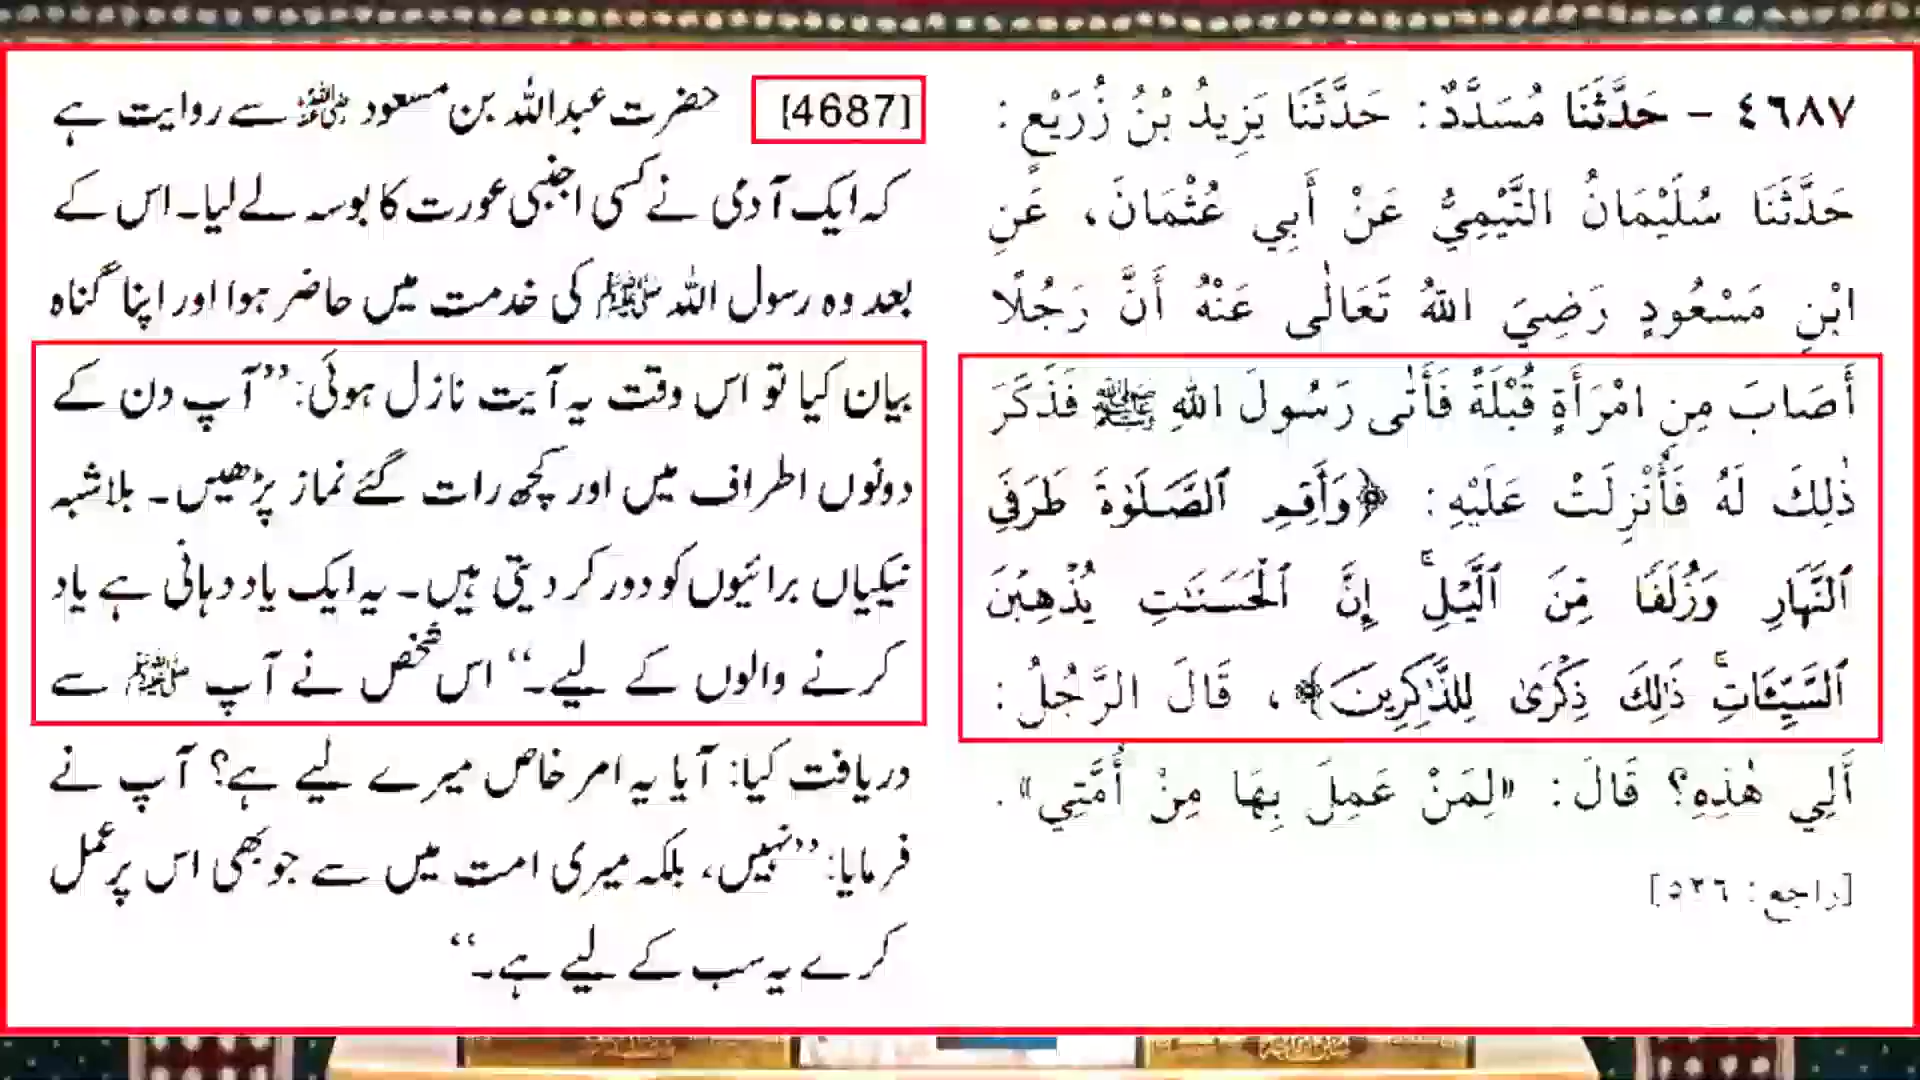 ٤٦٨٧ - حَدَّثَنَا مُسَدَّدٌ: حَدَّثَنَا يَزِيدُ بْنُ زُرَيْعٍ:
حَدَّثَنَا سُلَيْمَانُ التَّيْمِيُّ عَنْ أَبِي عُثْمَانَ، عَنِ
ابْنِ مَسْعُودٍ رَضِيَ اللهُ تَعَالٰى عَنْهُ أَنَّ رَجُلًا
أَصَابَ مِنِ امْرَأَةٍ قُبْلَةً فَأَتٰى رَسُولَ اللهِ ﷺ فَذَكَرَ
ذٰلِكَ لَهُ فَأُنْزِلَتْ عَلَيْهِ: ﴿وَأَقِمِ ٱلصَّلَوٰةَ طَرَفَيِ
ٱلنَّهَارِ وَزُلَفًا مِّنَ ٱلَّيْلِۚ إِنَّ ٱلْحَسَنَٰتِ يُذْهِبْنَ
ٱلسَّيِّـَٔاتِۚ ذَٰلِكَ ذِكْرَىٰ لِلذَّٰكِرِينَ﴾، قَالَ الرَّجُلُ:
أَلِي هٰذِهِ؟ قَالَ: «لِمَنْ عَمِلَ بِهَا مِنْ أُمَّتِي».
[راجع: ٥٢٦]
[4687] حضرت عبداللہ بن مسعود رضی اللہ عنہ سے روایت ہے
کہ ایک آدمی نے کسی اجنبی عورت کا بوسہ لے لیا۔ اس کے
بعد وہ رسول اللہ ﷺ کی خدمت میں حاضر ہوا اور اپنا گناہ
بیان کیا تو اس وقت یہ آیت نازل ہوئی: ’’آپ دن کے
دونوں اطراف میں اور کچھ رات گئے نماز پڑھیں۔ بلاشبہ
نیکیاں برائیوں کو دور کر دیتی ہیں۔ یہ ایک یاد دہانی ہے یاد
کرنے والوں کے لیے۔‘‘ اس شخص نے آپ ﷺ سے
دریافت کیا: آیا یہ امر خاص میرے لیے ہے؟ آپ نے
فرمایا: ’’نہیں، بلکہ میری امت میں سے جو بھی اس پر عمل
کرے یہ سب کے لیے ہے۔‘‘